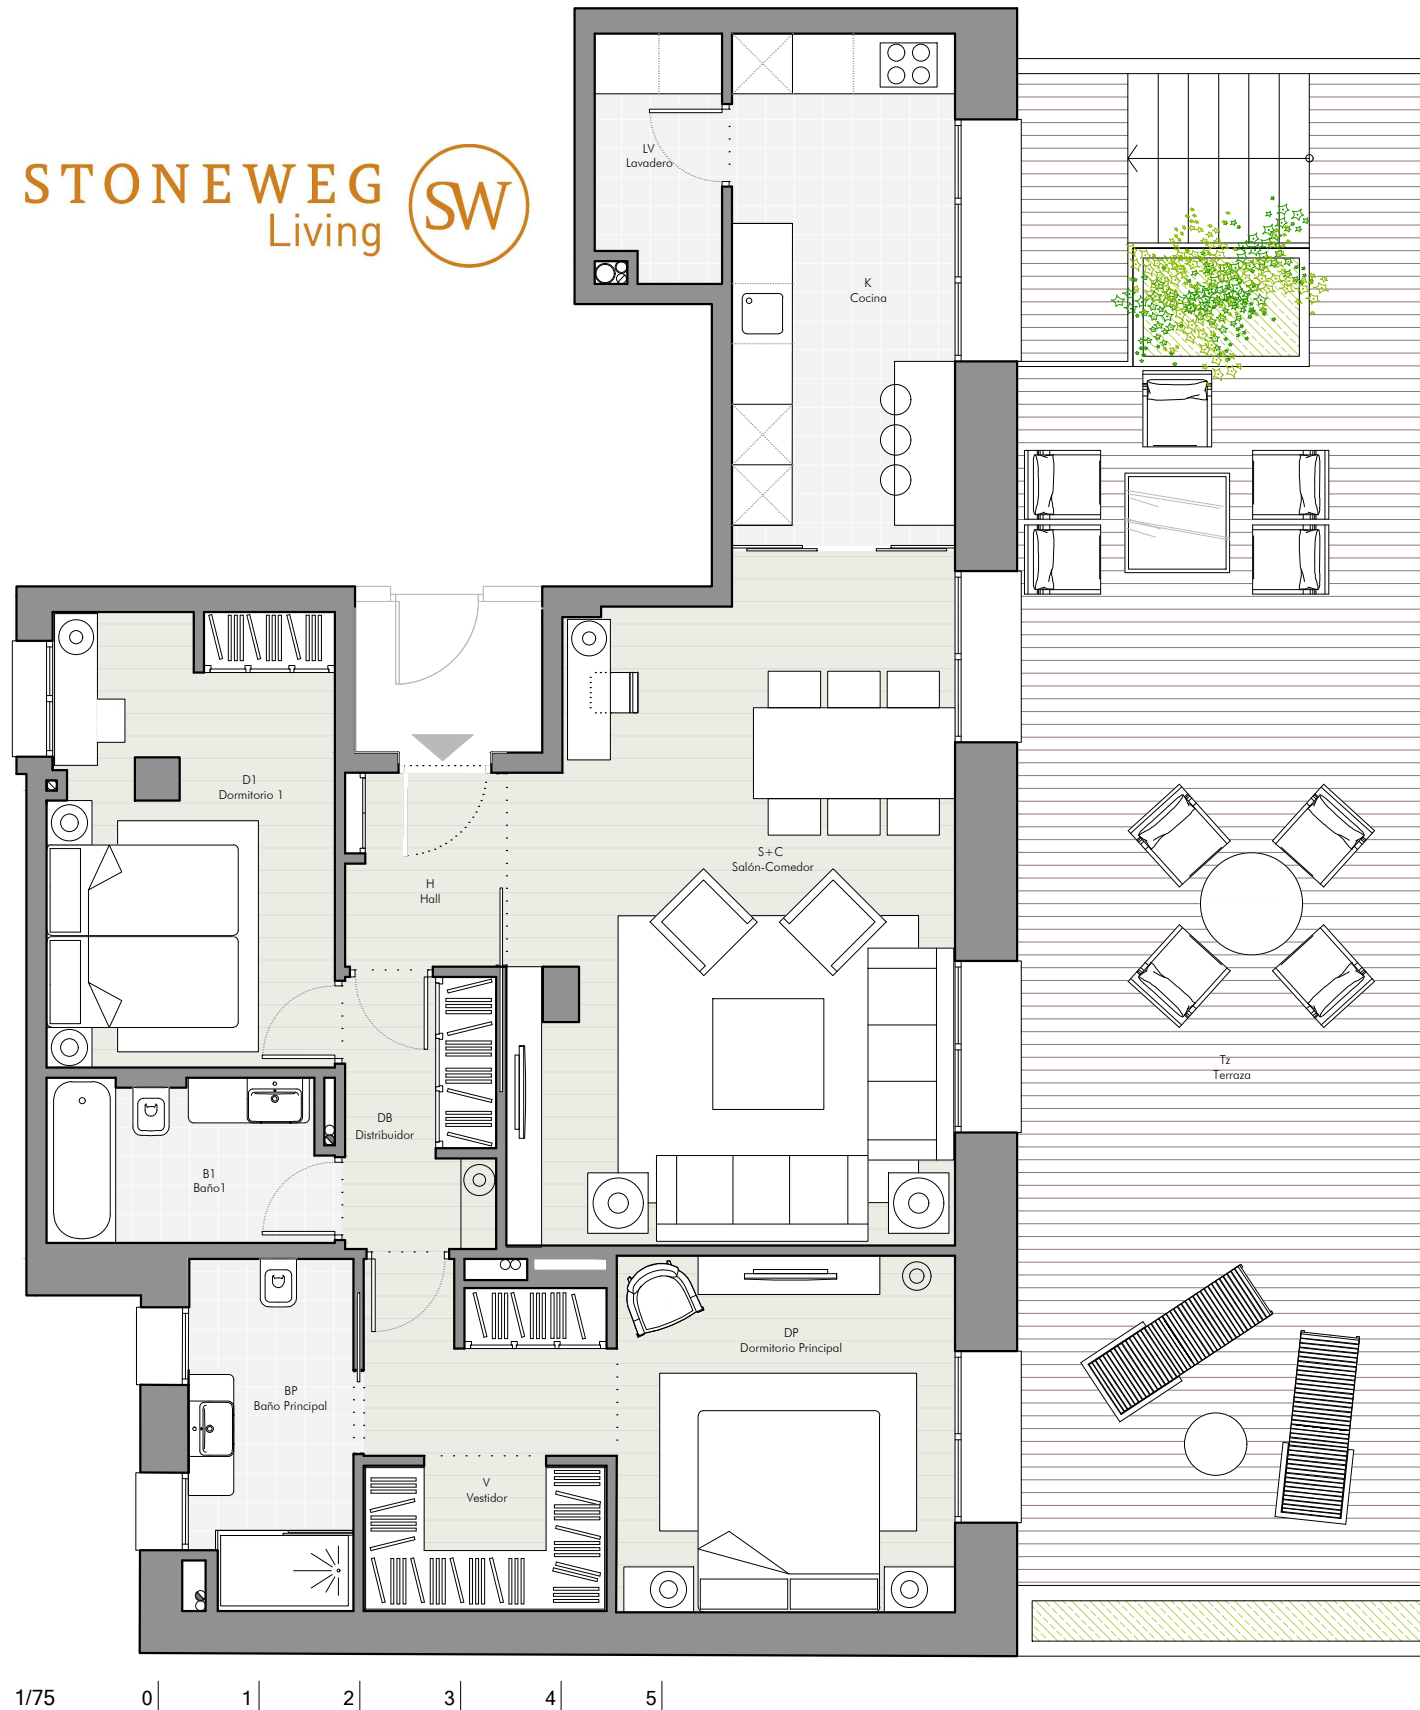 STONEWEG
Living
SW
LV
Lavadero
K
Cocina
D1
Dormitorio 1
H
Hall
S+C
Salón-Comedor
Tz
Terraza
DB
Distribuidor
B1
Baño1
DP
Dormitorio Principal
BP
Baño Principal
V
Vestidor
1/75 0 1 2 3 4 5